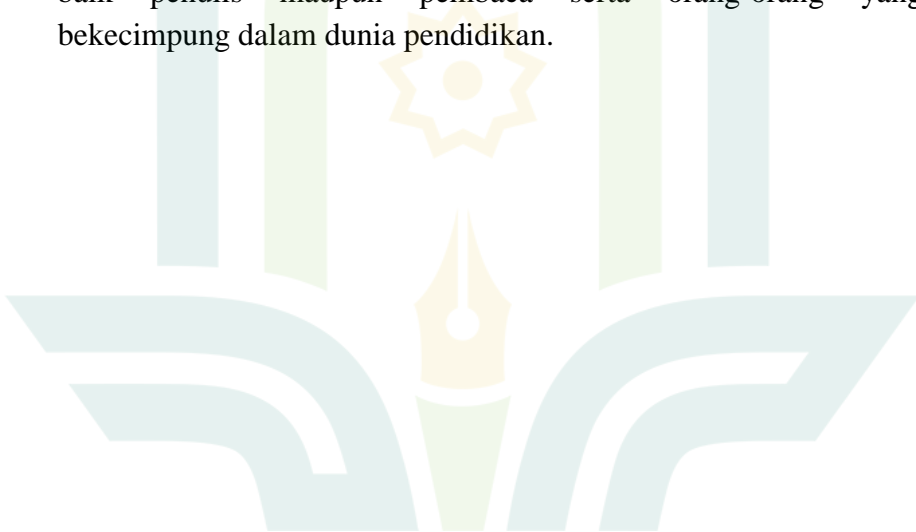 baik penulis maupun pembaca serta orang-orang yang
bekecimpung dalam dunia pendidikan.